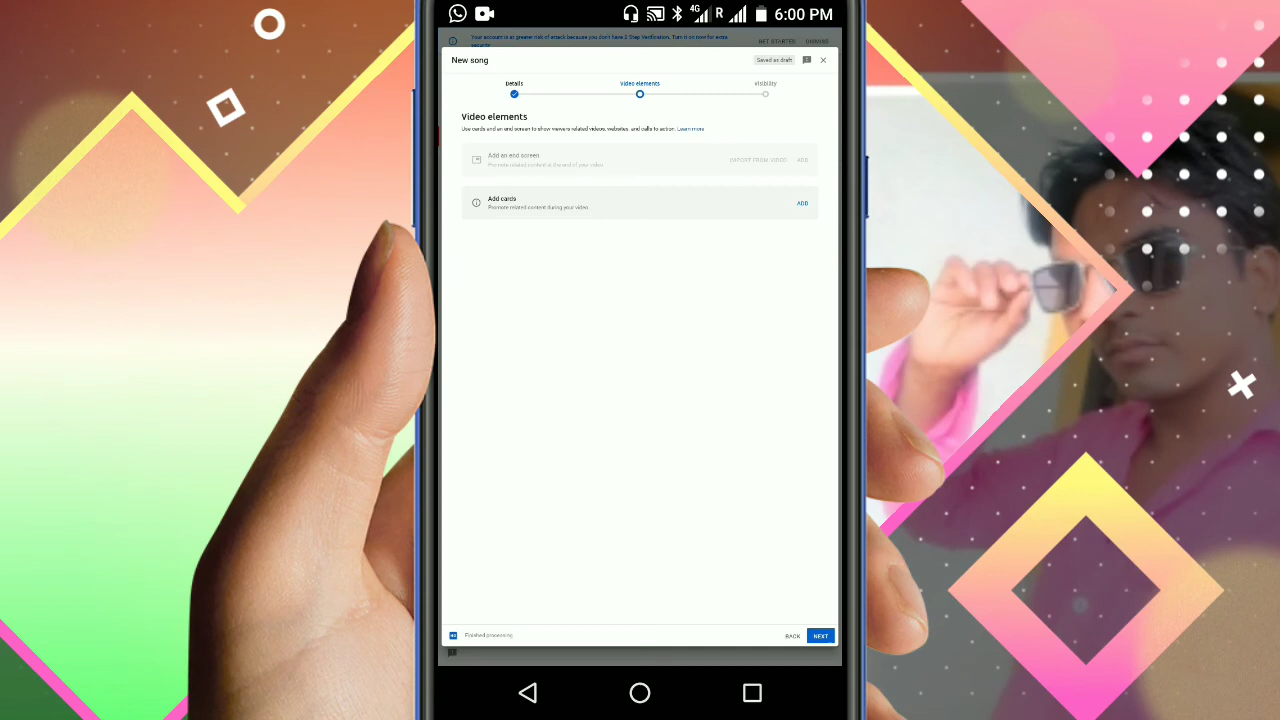 4G R 6:00 PM
Your account is at greater risk of attack because you don't have 2-Step Verification. Turn it on now for extra security
GET STARTED DISMISS
New song
Saved as draft
Details Video elements Visibility
Video elements
Use cards and an end screen to show viewers related videos, websites, and calls to action. Learn more
Add an end screen
Promote related content at the end of your video
IMPORT FROM VIDEO ADD
Add cards
Promote related content during your video
ADD
HD Finished processing
BACK NEXT